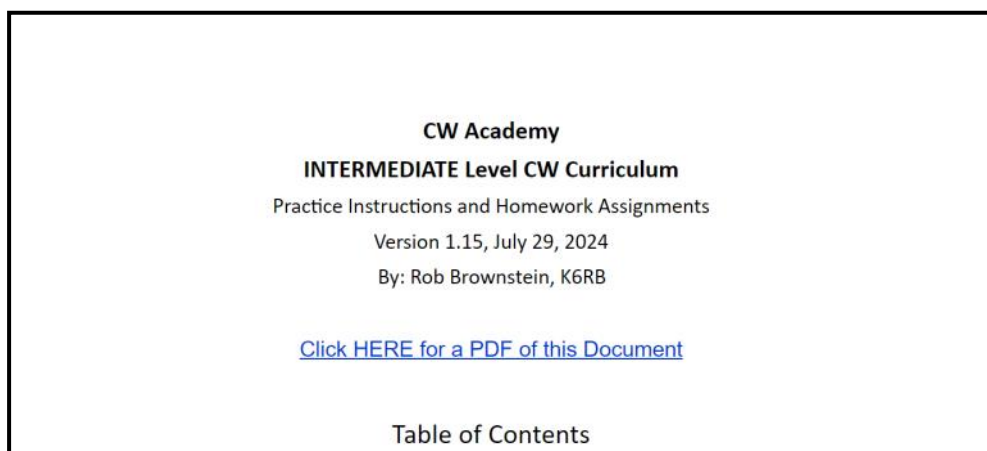 CW Academy
INTERMEDIATE Level CW Curriculum
Practice Instructions and Homework Assignments
Version 1.15, July 29, 2024
By: Rob Brownstein, K6RB
Click HERE for a PDF of this Document
Table of Contents